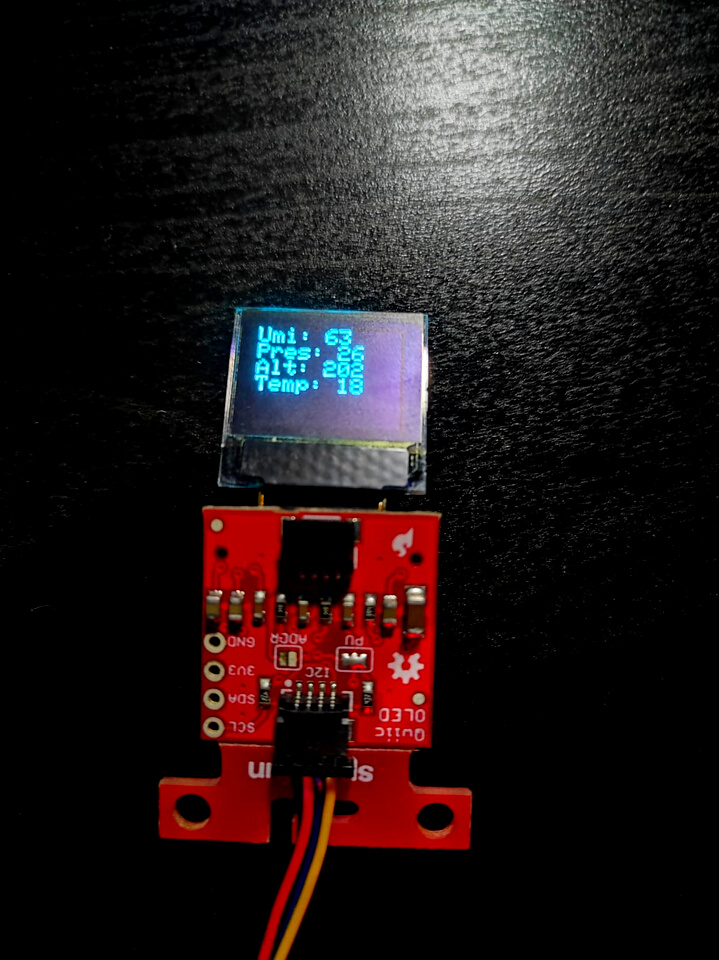 Umi: 63
Pres: 26
Alt: 202
Temp: 18
GND
ADDR
PU
3V3
I2C
SDA
SCL
Qwiic
OLED